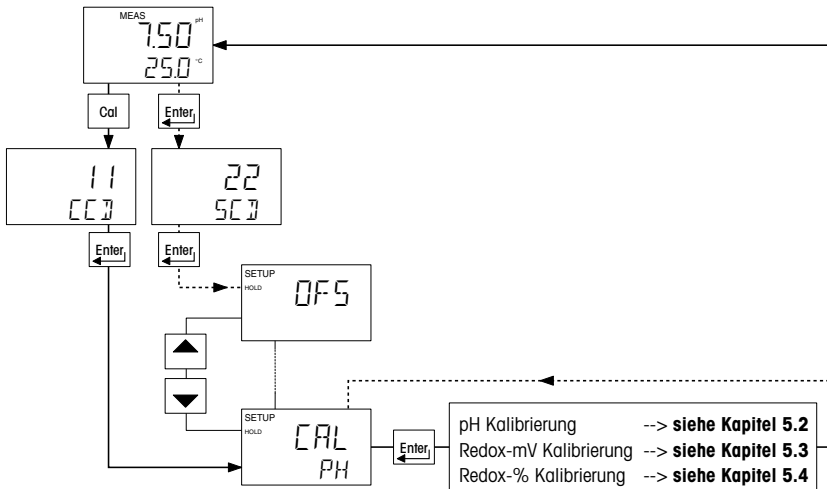 MEAS
7.50 pH
25.0 °C
Cal
Enter
11
CCD
22
SCD
Enter
Enter
SETUP
HOLD
OFS
SETUP
HOLD
CAL
PH
Enter
pH Kalibrierung --> siehe Kapitel 5.2
Redox-mV Kalibrierung --> siehe Kapitel 5.3
Redox-% Kalibrierung --> siehe Kapitel 5.4